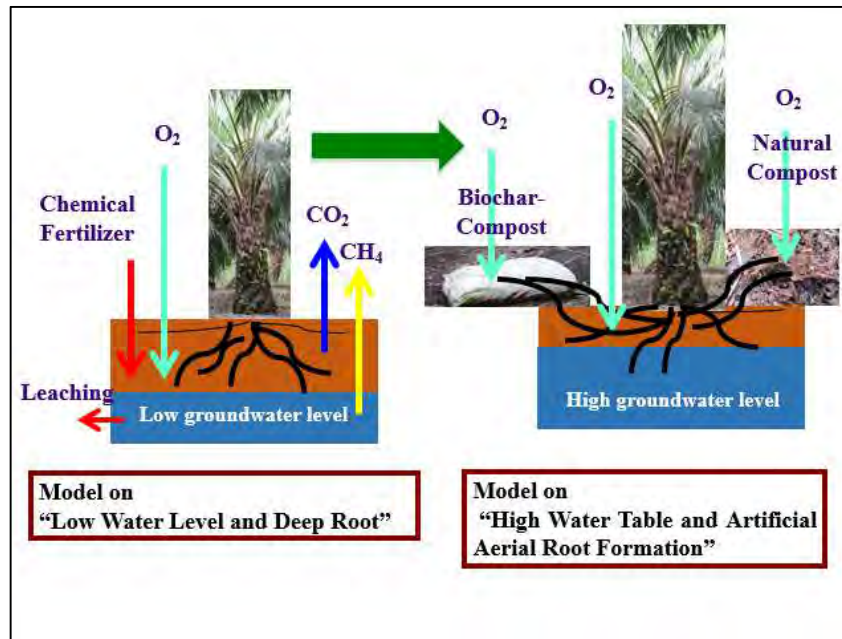 O₂
Chemical
Fertilizer
CO₂
CH₄
Leaching
Low groundwater level
Model on
“Low Water Level and Deep Root”
O₂
O₂
O₂
Natural
Compost
Biochar-
Compost
High groundwater level
Model on
“High Water Table and Artificial
Aerial Root Formation”